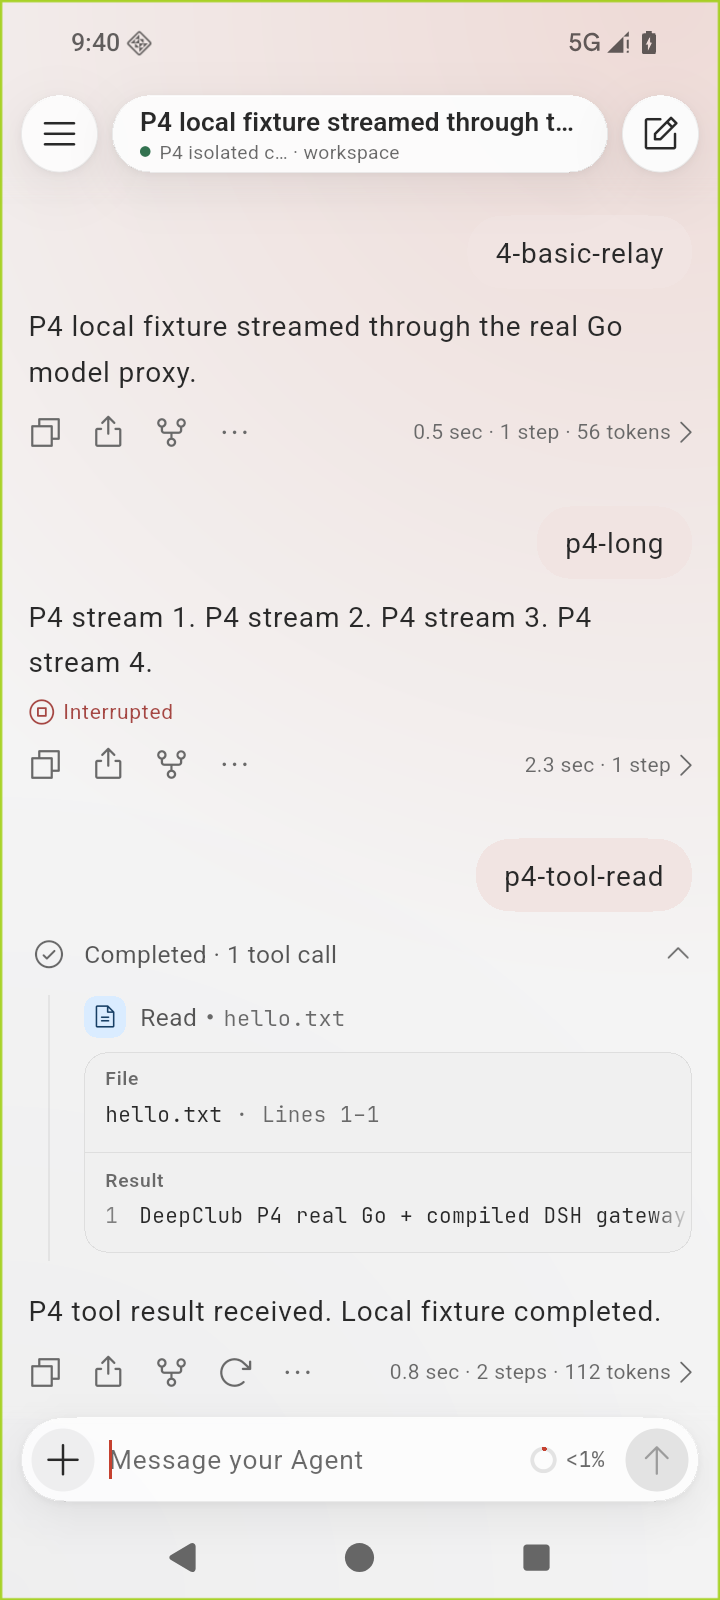 9:40
5G
P4 local fixture streamed through t…
P4 isolated c… · workspace
4-basic-relay
P4 local fixture streamed through the real Go
model proxy.
0.5 sec · 1 step · 56 tokens
p4-long
P4 stream 1. P4 stream 2. P4 stream 3. P4
stream 4.
Interrupted
2.3 sec · 1 step
p4-tool-read
Completed · 1 tool call
Read • hello.txt
File
hello.txt · Lines 1–1
Result
1 DeepClub P4 real Go + compiled DSH gateway
P4 tool result received. Local fixture completed.
0.8 sec · 2 steps · 112 tokens
Message your Agent
<1%